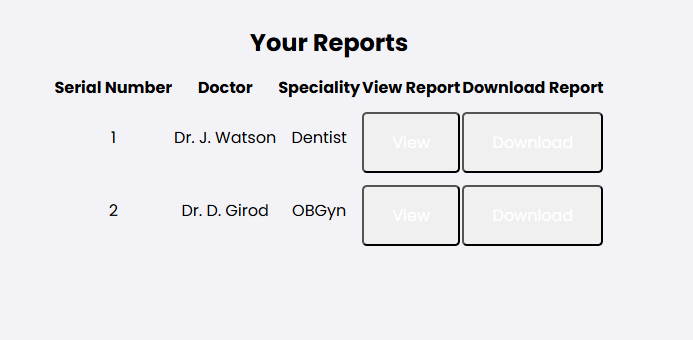 Your Reports
Serial Number Doctor Speciality View Report Download Report
1 Dr. J. Watson Dentist View Download
2 Dr. D. Girod OBGyn View Download